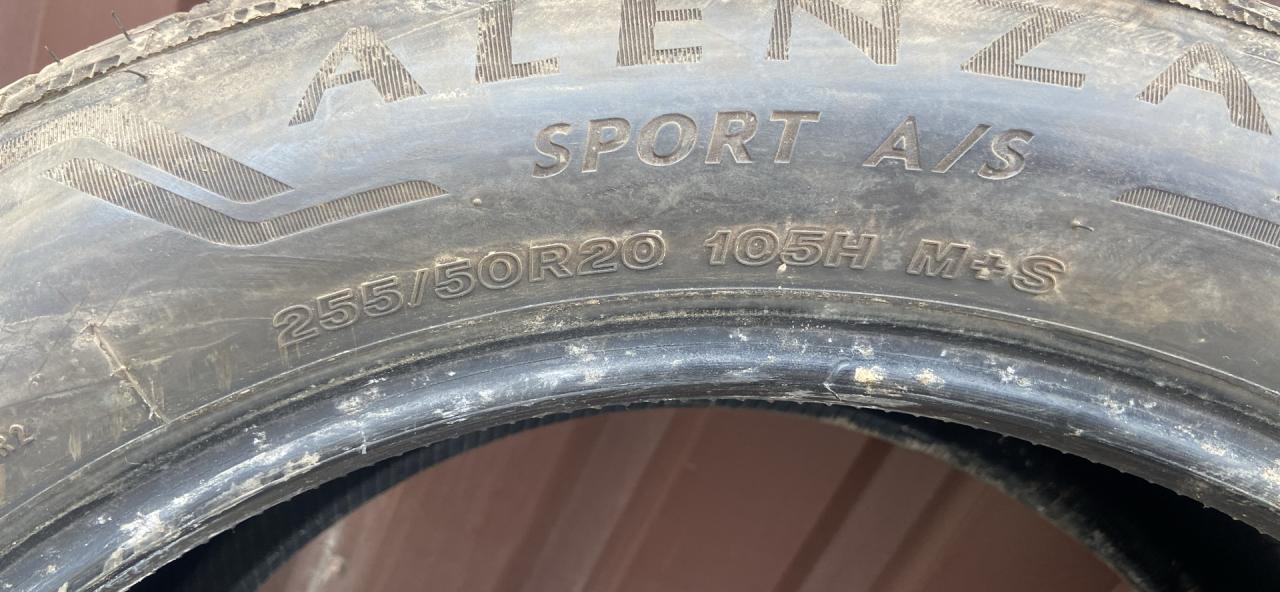 ALENZA
SPORT A/S
255/50R20 105H M+S